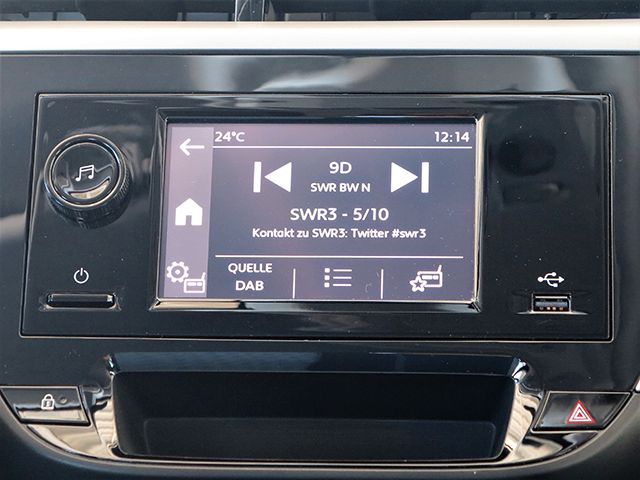 24°C 12:14
9D
SWR BW N
SWR3 - 5/10
Kontakt zu SWR3: Twitter #swr3
QUELLE
DAB